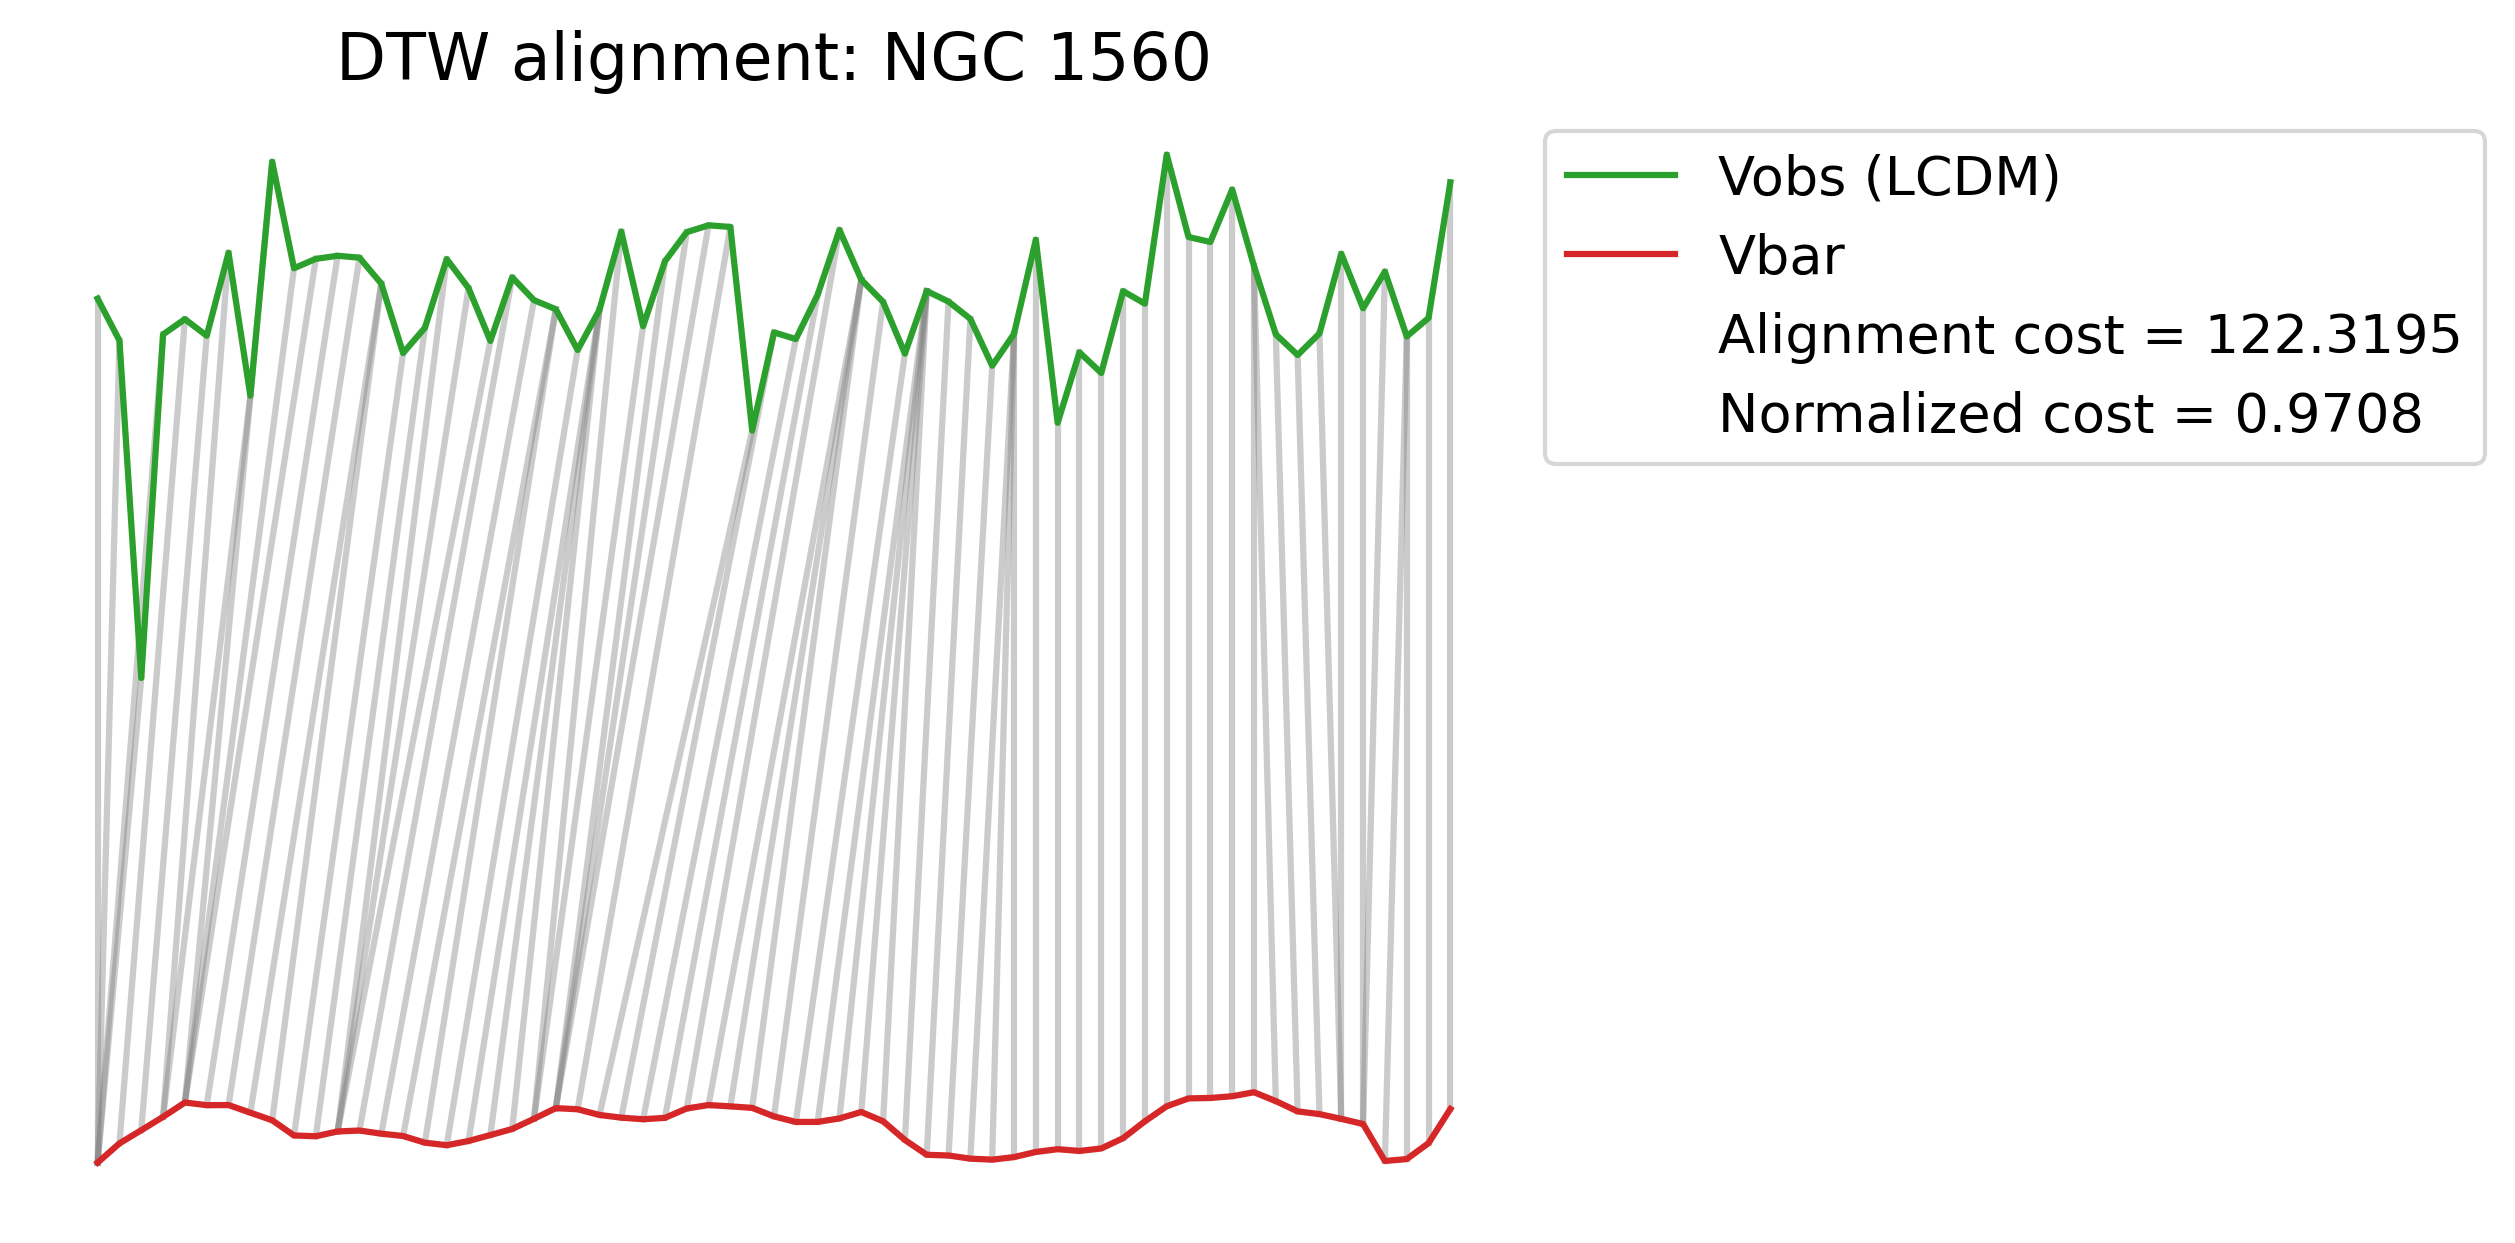 DTW alignment: NGC 1560
Vobs (LCDM)
Vbar
Alignment cost = 122.3195
Normalized cost = 0.9708